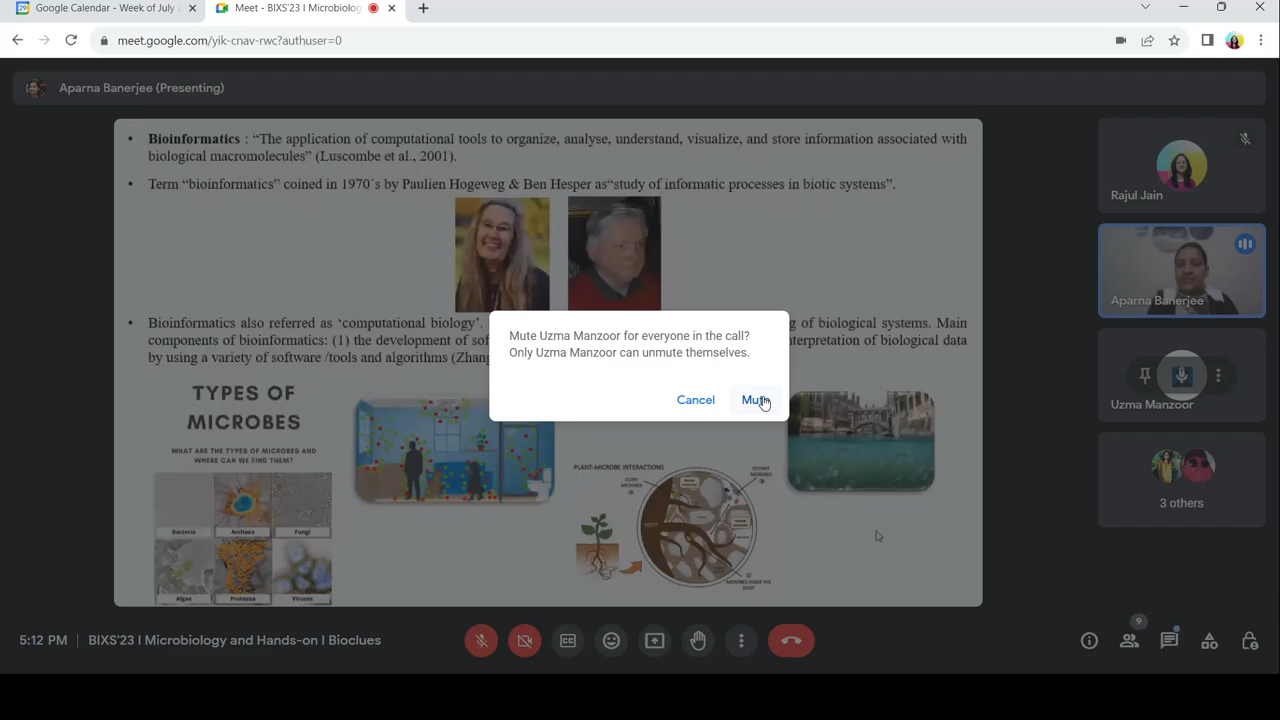 Google Calendar - Week of July 2
Meet - BIXS'23 I Microbiolog
meet.google.com/yik-cnav-rwc?authuser=0
Aparna Banerjee (Presenting)
• Bioinformatics : “The application of computational tools to organize, analyse, understand, visualize, and store information associated with
biological macromolecules” (Luscombe et al., 2001).
• Term “bioinformatics” coined in 1970´s by Paulien Hogeweg & Ben Hesper as“study of informatic processes in biotic systems”.
• Bioinformatics also referred as ‘computational biology’.
g of biological systems. Main
components of bioinformatics: (1) the development of sof
nterpretation of biological data
by using a variety of software /tools and algorithms (Zhang
Mute Uzma Manzoor for everyone in the call?
Only Uzma Manzoor can unmute themselves.
Cancel
Mute
TYPES OF
MICROBES
WHAT ARE THE TYPES OF MICROBES AND
WHERE CAN WE FIND THEM?
Bacteria
Archaea
Fungi
Algae
Protozoa
Viruses
PLANT-MICROBE INTERACTIONS
ROOT
MICROBES INSIDE THE
ROOT
Rajul Jain
Aparna Banerjee
Uzma Manzoor
3 others
5:12 PM | BIXS'23 I Microbiology and Hands-on I Bioclues
9